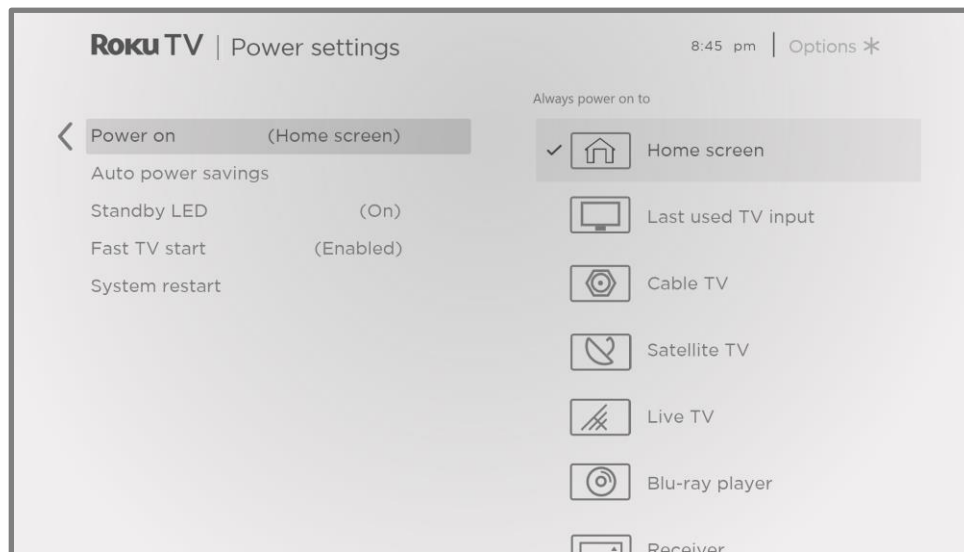 Roku TV | Power settings
8:45 pm | Options *
Always power on to
Power on (Home screen)
Auto power savings
Standby LED (On)
Fast TV start (Enabled)
System restart
Home screen
Last used TV input
Cable TV
Satellite TV
Live TV
Blu-ray player
Receiver